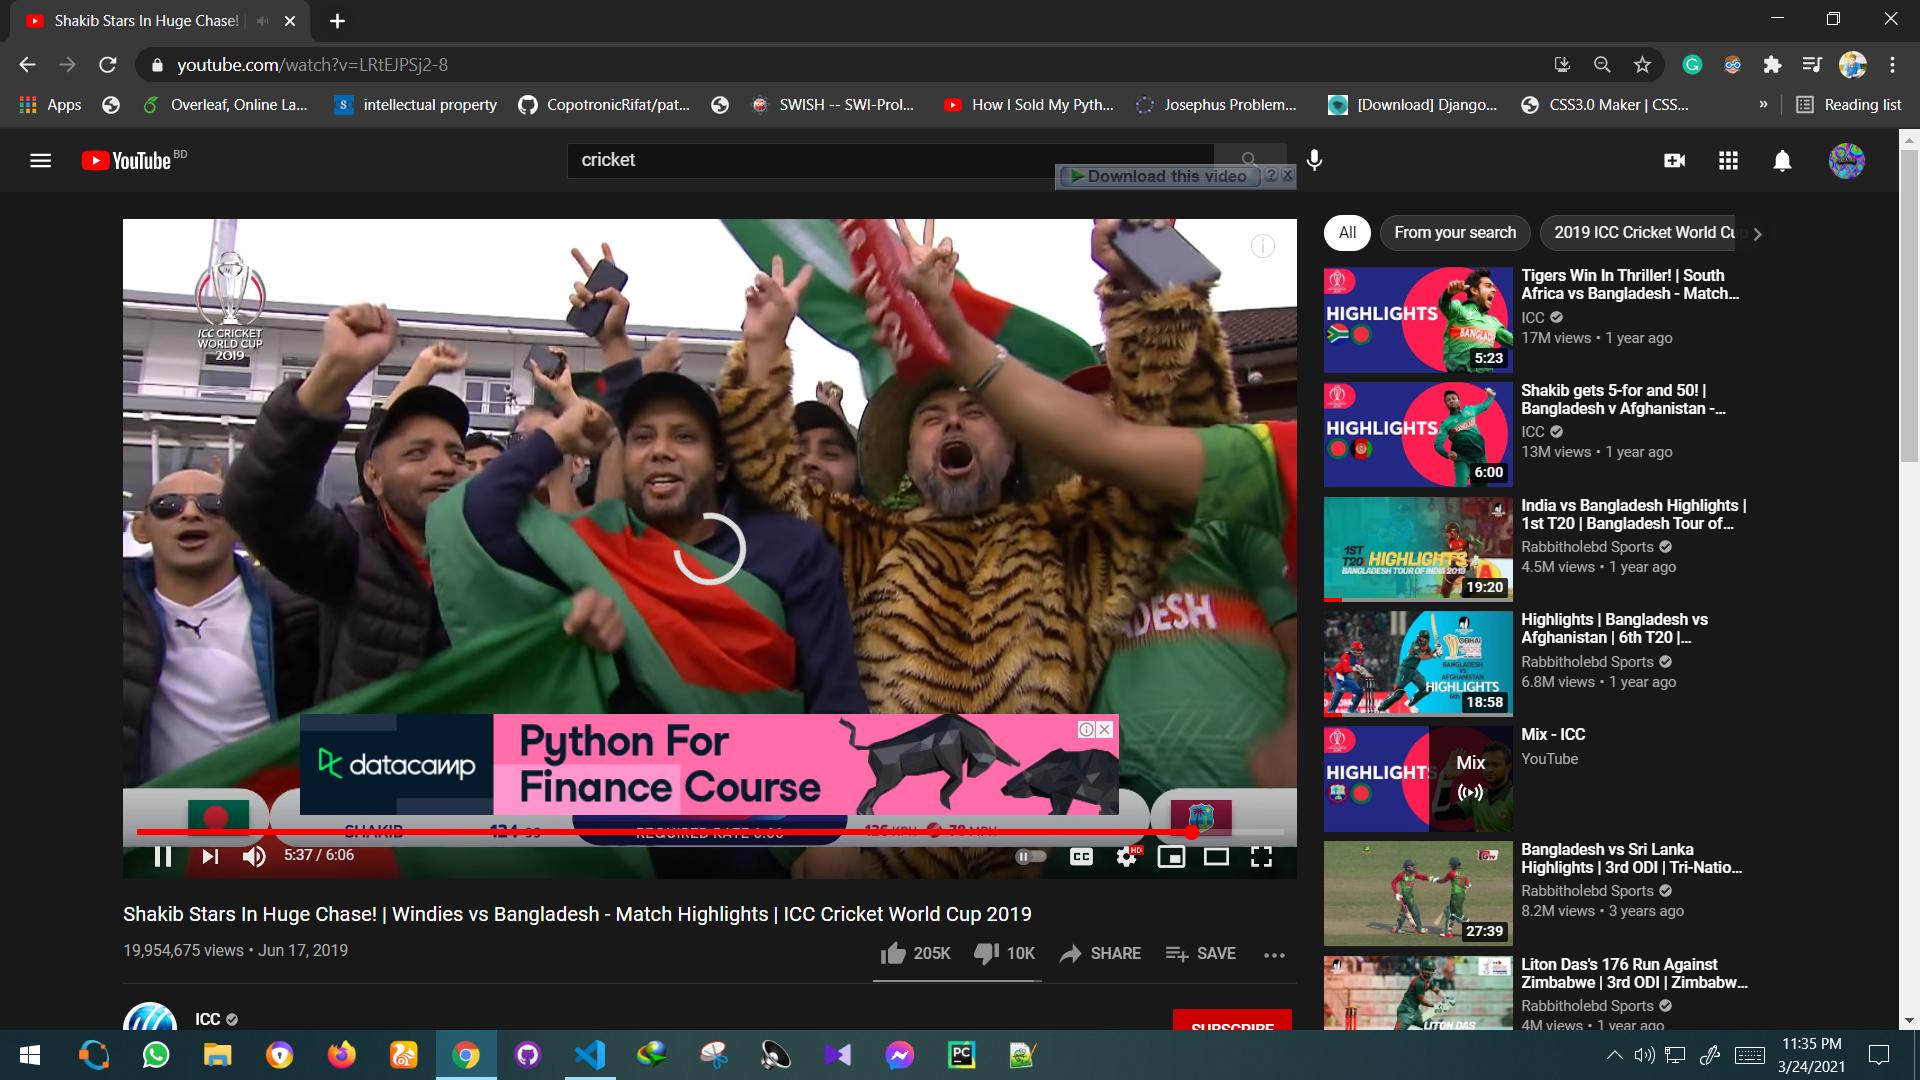 Shakib Stars In Huge Chase!
youtube.com/watch?v=LRtEJPSj2-8
Apps
Overleaf, Online La...
intellectual property
CopotronicRifat/pat...
SWISH -- SWI-Prol...
How I Sold My Pyth...
Josephus Problem...
[Download] Django...
CSS3.0 Maker | CSS...
»
Reading list
YouTube BD
cricket
Download this video
ICC CRICKET
WORLD CUP
2019
DESH
datacamp
Python For
Finance Course
SHAKIB
REQUIRED RATE
5:37 / 6:06
CC
HD
Shakib Stars In Huge Chase! | Windies vs Bangladesh - Match Highlights | ICC Cricket World Cup 2019
19,954,675 views • Jun 17, 2019
205K
10K
SHARE
SAVE
ICC
SUBSCRIBE
All
From your search
2019 ICC Cricket World Cup
HIGHLIGHTS
BANGLADESH
5:23
Tigers Win In Thriller! | South
Africa vs Bangladesh - Match...
ICC
17M views • 1 year ago
HIGHLIGHTS
6:00
Shakib gets 5-for and 50! |
Bangladesh v Afghanistan -...
ICC
13M views • 1 year ago
1ST
T20 HIGHLIGHTS
BANGLADESH TOUR OF INDIA 2019
19:20
India vs Bangladesh Highlights |
1st T20 | Bangladesh Tour of...
Rabbitholebd Sports
4.5M views • 1 year ago
BANGLADESH
VS
AFGHANISTAN
HIGHLIGHTS
18:58
Highlights | Bangladesh vs
Afghanistan | 6th T20 |...
Rabbitholebd Sports
6.8M views • 1 year ago
HIGHLIGHTS
Mix
Mix - ICC
YouTube
27:39
Bangladesh vs Sri Lanka
Highlights | 3rd ODI | Tri-Natio...
Rabbitholebd Sports
8.2M views • 3 years ago
LITON DAS
Liton Das's 176 Run Against
Zimbabwe | 3rd ODI | Zimbabw...
Rabbitholebd Sports
4M views • 1 year ago
PC
11:35 PM
3/24/2021